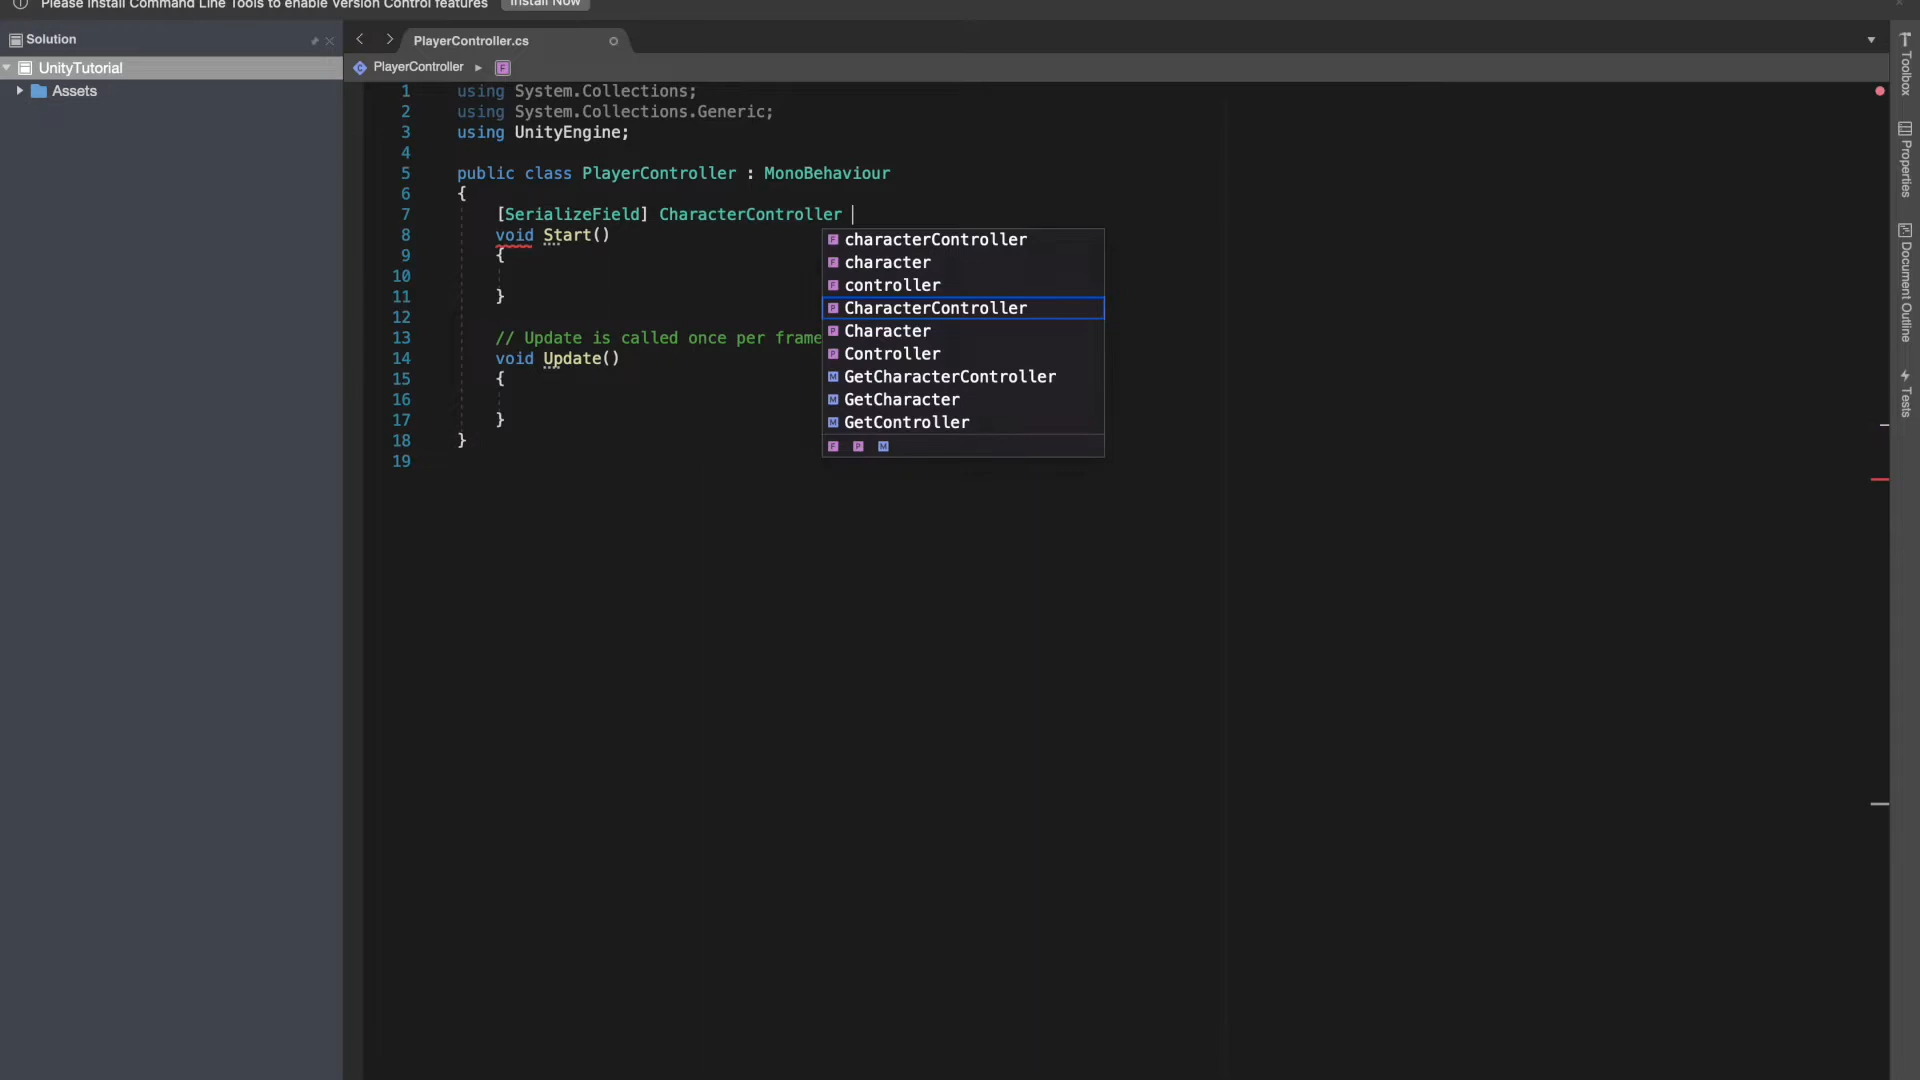 Please Install Command Line Tools to enable Version Control features Install Now
Solution
UnityTutorial
Assets
PlayerController.cs
PlayerController
1 using System.Collections;
2 using System.Collections.Generic;
3 using UnityEngine;
4
5 public class PlayerController : MonoBehaviour
6 {
7 [SerializeField] CharacterController
8 void Start()
9 {
10
11 }
12
13 // Update is called once per frame
14 void Update()
15 {
16
17 }
18 }
19
F characterController
F character
F controller
P CharacterController
P Character
P Controller
M GetCharacterController
M GetCharacter
M GetController
F P M
Toolbox
Properties
Document Outline
Tests